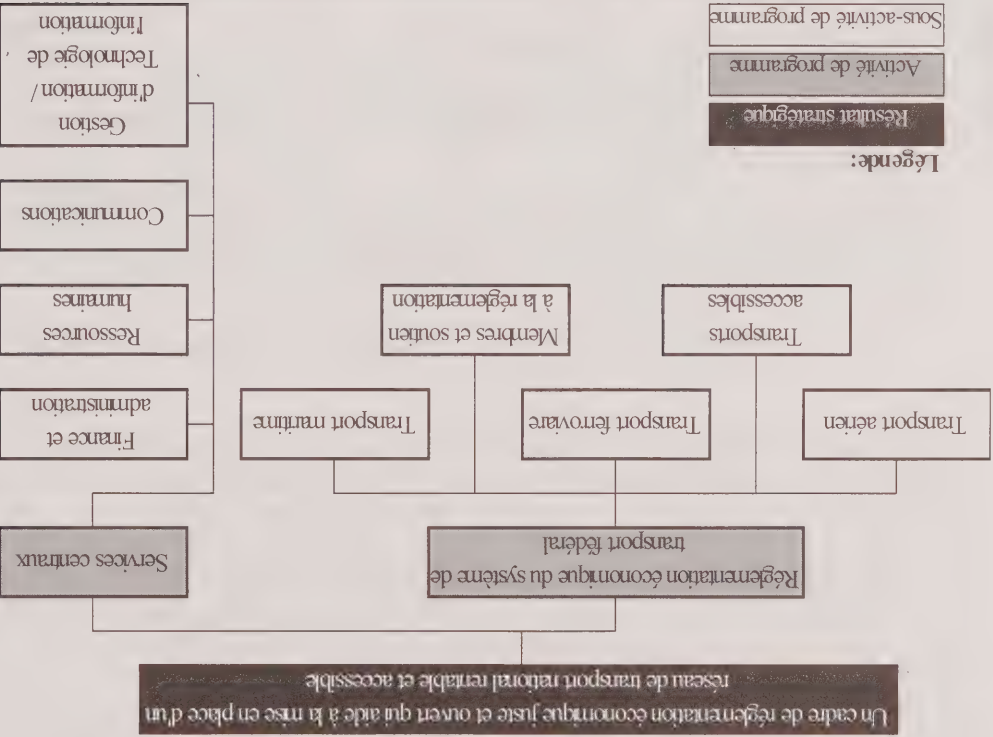 Un cadre de réglementation économique juste et ouvert qui aide à la mise en place d'un
réseau de transport national rentable et accessible
Réglementation économique du système de
transport fédéral
Services centraux
Transport aérien
Transport ferroviaire
Transport maritime
Transports
accessibles
Membres et soutien
à la réglementation
Finance et
administration
Ressources
humaines
Communications
Gestion
d'information /
Technologie de
l'information
Légende:
Résultat stratégique
Activité de programme
Sous-activité de programme